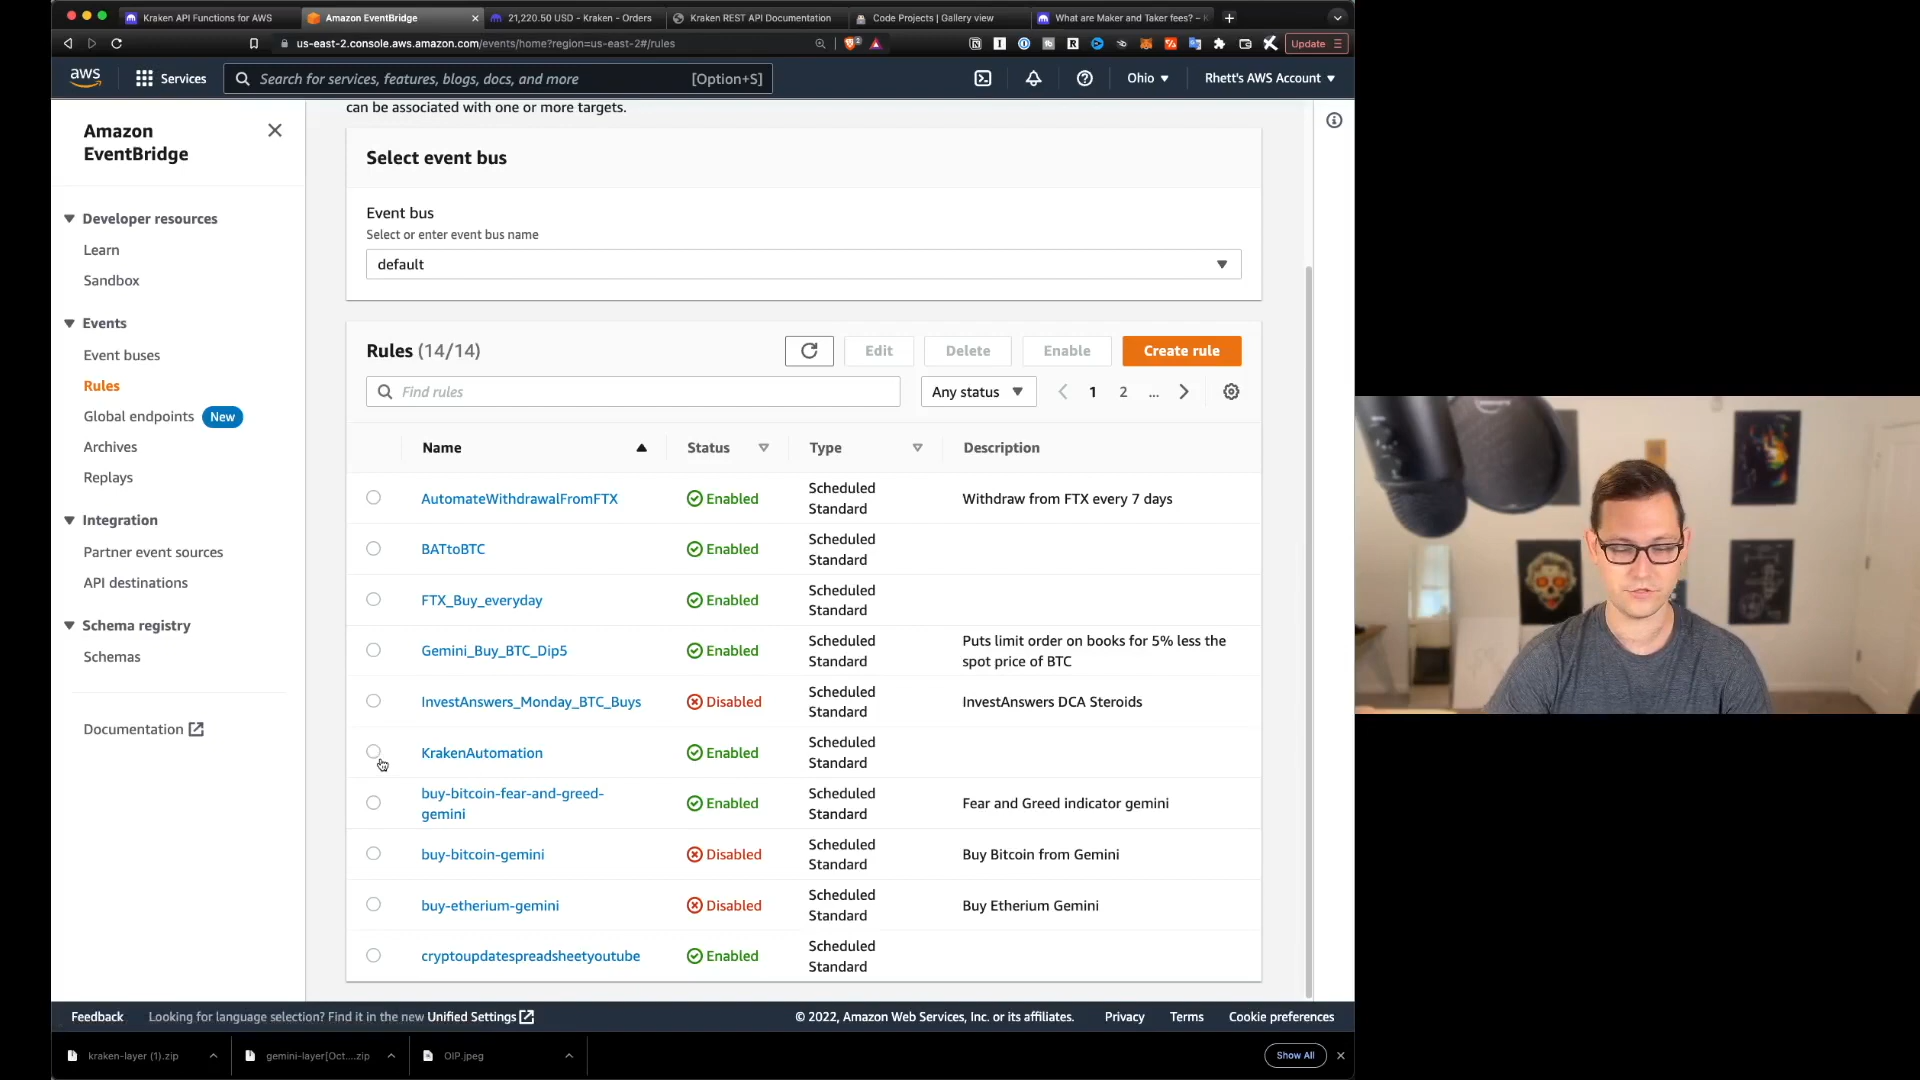 Kraken API Functions for AWS
Amazon EventBridge
21,220.50 USD - Kraken - Orders
Kraken REST API Documentation
Code Projects | Gallery view
What are Maker and Taker fees? –
us-east-2.console.aws.amazon.com/events/home?region=us-east-2#/rules
Update
aws
Services
Search for services, features, blogs, docs, and more
[Option+S]
Ohio
Rhett's AWS Account
Amazon
EventBridge
Developer resources
Learn
Sandbox
Events
Event buses
Rules
Global endpoints New
Archives
Replays
Integration
Partner event sources
API destinations
Schema registry
Schemas
Documentation
can be associated with one or more targets.
Select event bus
Event bus
Select or enter event bus name
default
Rules (14/14)
Edit
Delete
Enable
Create rule
Find rules
Any status
1
2
...
Name
Status
Type
Description
AutomateWithdrawalFromFTX
Enabled
Scheduled
Standard
Withdraw from FTX every 7 days
BATtoBTC
Enabled
Scheduled
Standard
FTX_Buy_everyday
Enabled
Scheduled
Standard
Gemini_Buy_BTC_Dip5
Enabled
Scheduled
Standard
Puts limit order on books for 5% less the
spot price of BTC
InvestAnswers_Monday_BTC_Buys
Disabled
Scheduled
Standard
InvestAnswers DCA Steroids
KrakenAutomation
Enabled
Scheduled
Standard
buy-bitcoin-fear-and-greed-
gemini
Enabled
Scheduled
Standard
Fear and Greed indicator gemini
buy-bitcoin-gemini
Disabled
Scheduled
Standard
Buy Bitcoin from Gemini
buy-etherium-gemini
Disabled
Scheduled
Standard
Buy Etherium Gemini
cryptoupdatespreadsheetyoutube
Enabled
Scheduled
Standard
Feedback
Looking for language selection? Find it in the new Unified Settings
© 2022, Amazon Web Services, Inc. or its affiliates.
Privacy
Terms
Cookie preferences
kraken-layer (1).zip
gemini-layer[Oct....zip
OIP.jpeg
Show All